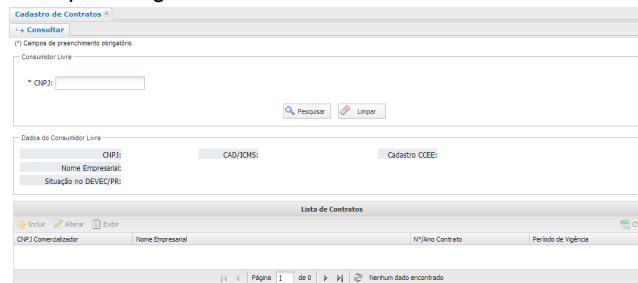 Cadastro de Contratos
Consultar
(*) Campos de preenchimento obrigatório
Consumidor Livre
* CNPJ:
Pesquisar Limpar
Dados do Consumidor Livre
CNPJ: CAD/ICMS: Cadastro CCEE:
Nome Empresarial:
Situação no DEVEC/PR:
Lista de Contratos
Incluir Alterar Exibir
CNPJ Comercializador Nome Empresarial Nº/Ano Contrato Período de Vigência
Página 1 de 0 Nenhum dado encontrado